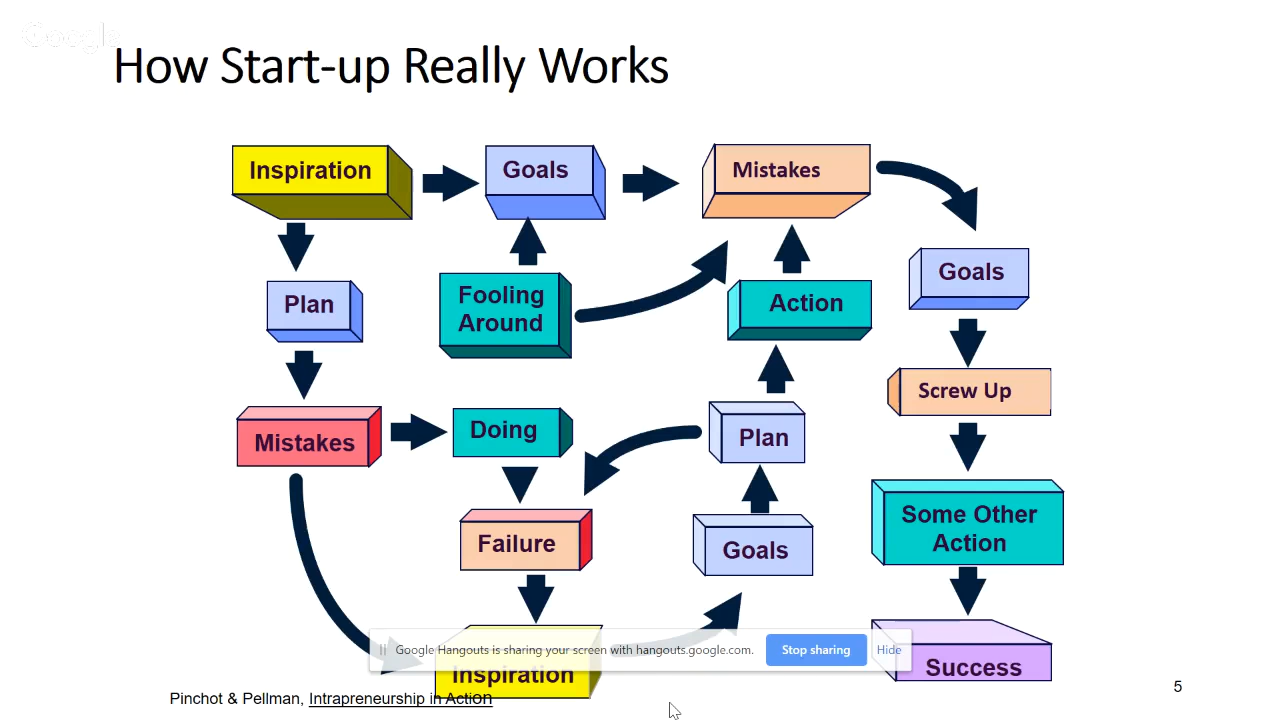 Google
How Start-up Really Works
Inspiration
Goals
Mistakes
Goals
Plan
Fooling
Around
Action
Screw Up
Mistakes
Doing
Plan
Some Other
Action
Failure
Goals
Google Hangouts is sharing your screen with hangouts.google.com.
Stop sharing
Hide
Inspiration
Success
Pinchot & Pellman, Intrapreneurship in Action
5